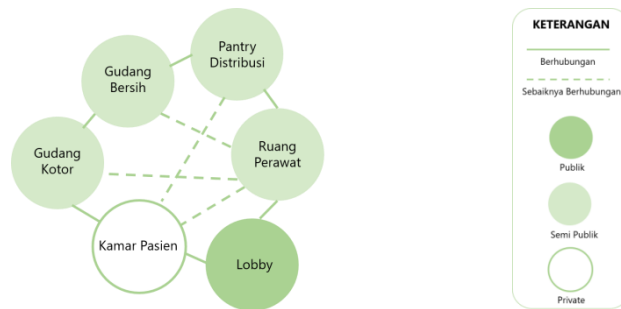 Pantry
Distribusi
Gudang
Bersih
Gudang
Kotor
Ruang
Perawat
Kamar Pasien
Lobby
KETERANGAN
Berhubungan
Sebaiknya Berhubungan
Publik
Semi Publik
Private